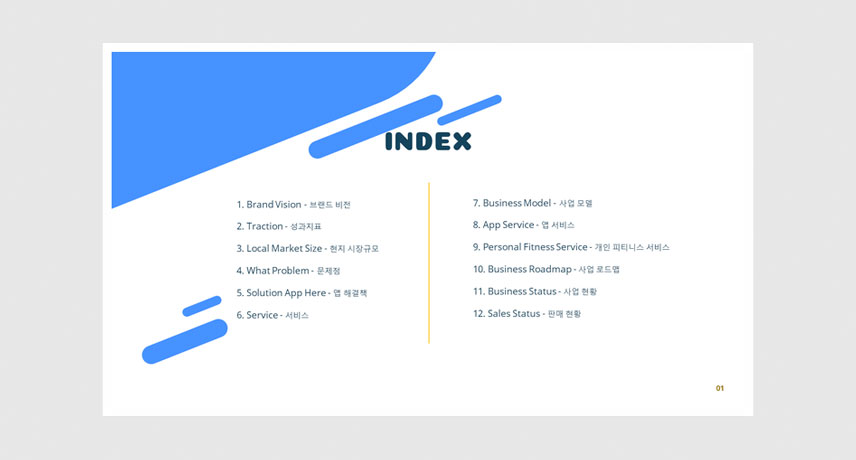 INDEX
1. Brand Vision - 브랜드 비전
2. Traction - 성과지표
3. Local Market Size - 현지 시장규모
4. What Problem - 문제점
5. Solution App Here - 앱 해결책
6. Service - 서비스
7. Business Model - 사업 모델
8. App Service - 앱 서비스
9. Personal Fitness Service - 개인 피티니스 서비스
10. Business Roadmap - 사업 로드맵
11. Business Status - 사업 현황
12. Sales Status - 판매 현황
01